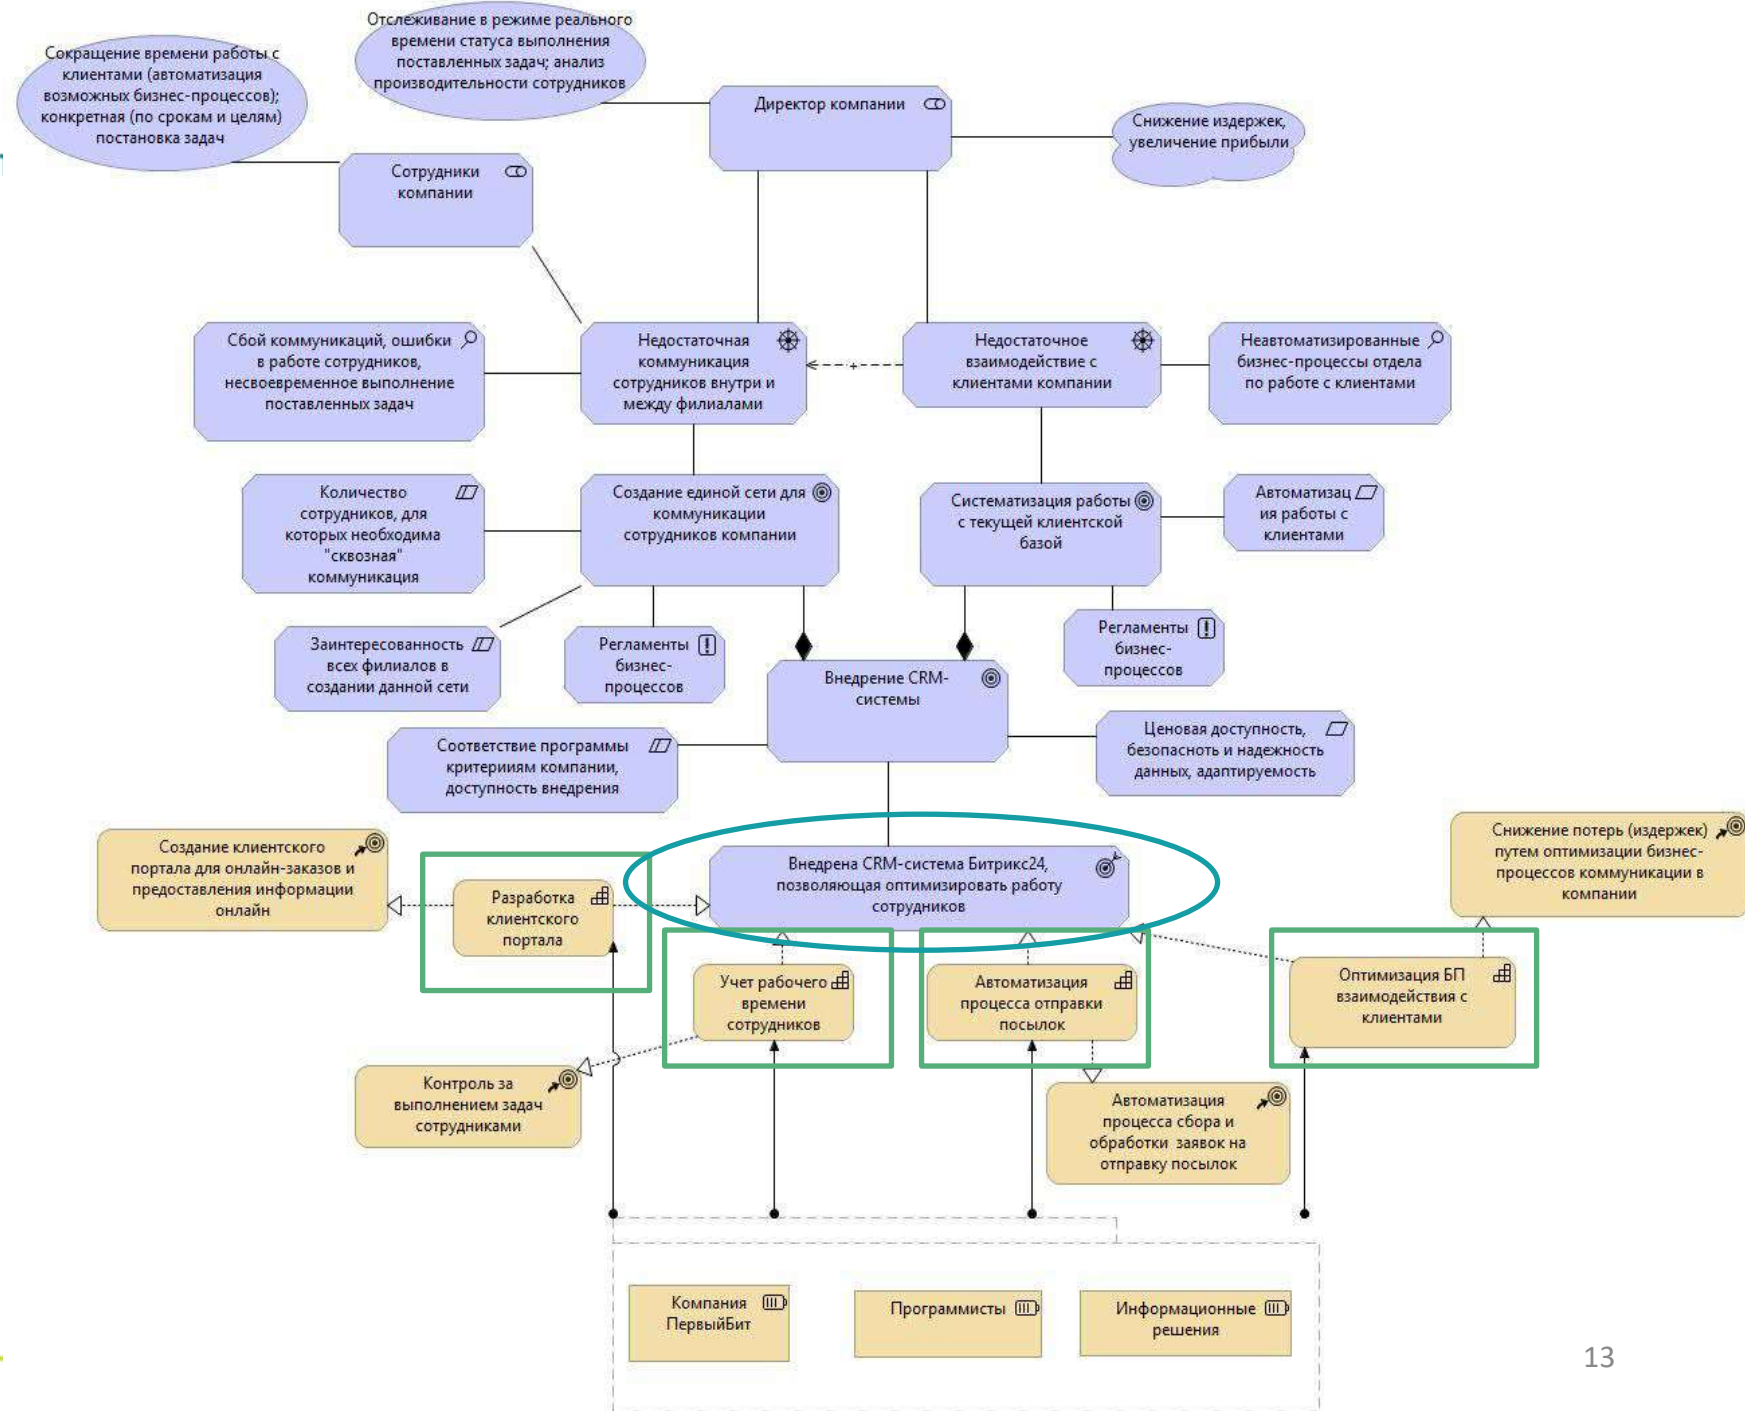 Отслеживание в режиме реального
времени статуса выполнения
поставленных задач; анализ
производительности сотрудников
Сокращение времени работы с
клиентами (автоматизация
возможных бизнес-процессов);
конкретная (по срокам и целям)
постановка задач
Директор компании
Снижение издержек,
увеличение прибыли
Сотрудники
компании
Сбой коммуникаций, ошибки
в работе сотрудников,
несвоевременное выполнение
поставленных задач
Недостаточная
коммуникация
сотрудников внутри и
между филиалами
+
Недостаточное
взаимодействие с
клиентами компании
Неавтоматизированные
бизнес-процессы отдела
по работе с клиентами
Количество
сотрудников, для
которых необходима
"сквозная"
коммуникация
Создание единой сети для
коммуникации
сотрудников компании
Систематизация работы
с текущей клиентской
базой
Автоматизац
ия работы с
клиентами
Заинтересованность
всех филиалов в
создании данной сети
Регламенты
бизнес-
процессов
Внедрение CRM-
системы
Регламенты
бизнес-
процессов
Соответствие программы
критерииям компании,
доступность внедрения
Ценовая доступность,
безопасноть и надежность
данных, адаптируемость
Создание клиентского
портала для онлайн-заказов и
предоставления информации
онлайн
Разработка
клиентского
портала
Внедрена CRM-система Битрикс24,
позволяющая оптимизировать работу
сотрудников
Снижение потерь (издержек)
путем оптимизации бизнес-
процессов коммуникации в
компании
Учет рабочего
времени
сотрудников
Автоматизация
процесса отправки
посылок
Оптимизация БП
взаимодействия с
клиентами
Контроль за
выполнением задач
сотрудниками
Автоматизация
процесса сбора и
обработки заявок на
отправку посылок
Компания
ПервыйБит
Программисты
Информационные
решения
13